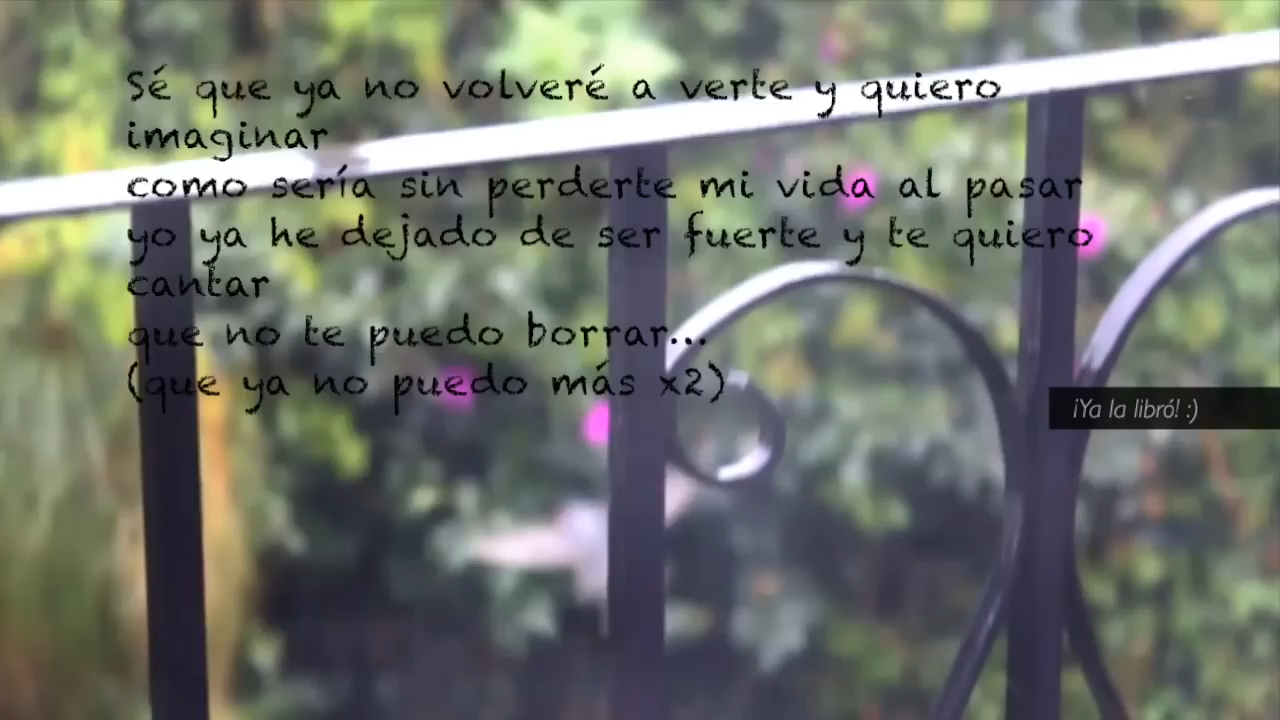 Sé que ya no volveré a verte y quiero
imaginar
como sería sin perderte mi vida al pasar
yo ya he dejado de ser fuerte y te quiero
cantar
que no te puedo borrar...
(que ya no puedo más x2)
¡Ya la libró! :)